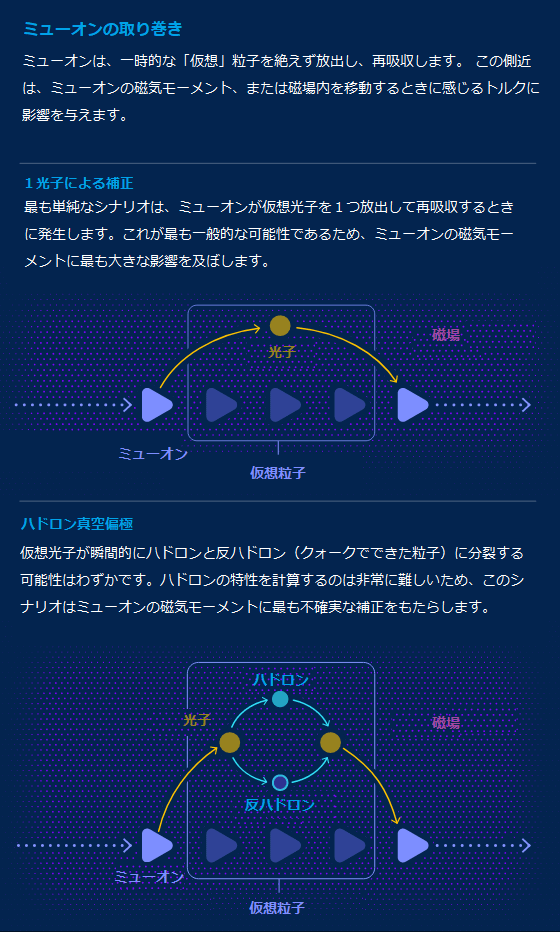 ミューオンの取り巻き
ミューオンは、一時的な「仮想」粒子を絶えず放出し、再吸収します。 この側近
は、ミューオンの磁気モーメント、または磁場内を移動するときに感じるトルクに
影響を与えます。
１光子による補正
最も単純なシナリオは、ミューオンが仮想光子を１つ放出して再吸収するとき
に発生します。これが最も一般的な可能性であるため、ミューオンの磁気モー
メントに最も大きな影響を及ぼします。
磁場
光子
ミューオン
仮想粒子
ハドロン真空偏極
仮想光子が瞬間的にハドロンと反ハドロン（クォークでできた粒子）に分裂する
可能性はわずかです。ハドロンの特性を計算するのは非常に難しいため、このシ
ナリオはミューオンの磁気モーメントに最も不確実な補正をもたらします。
ハドロン
光子
磁場
反ハドロン
ミューオン
仮想粒子